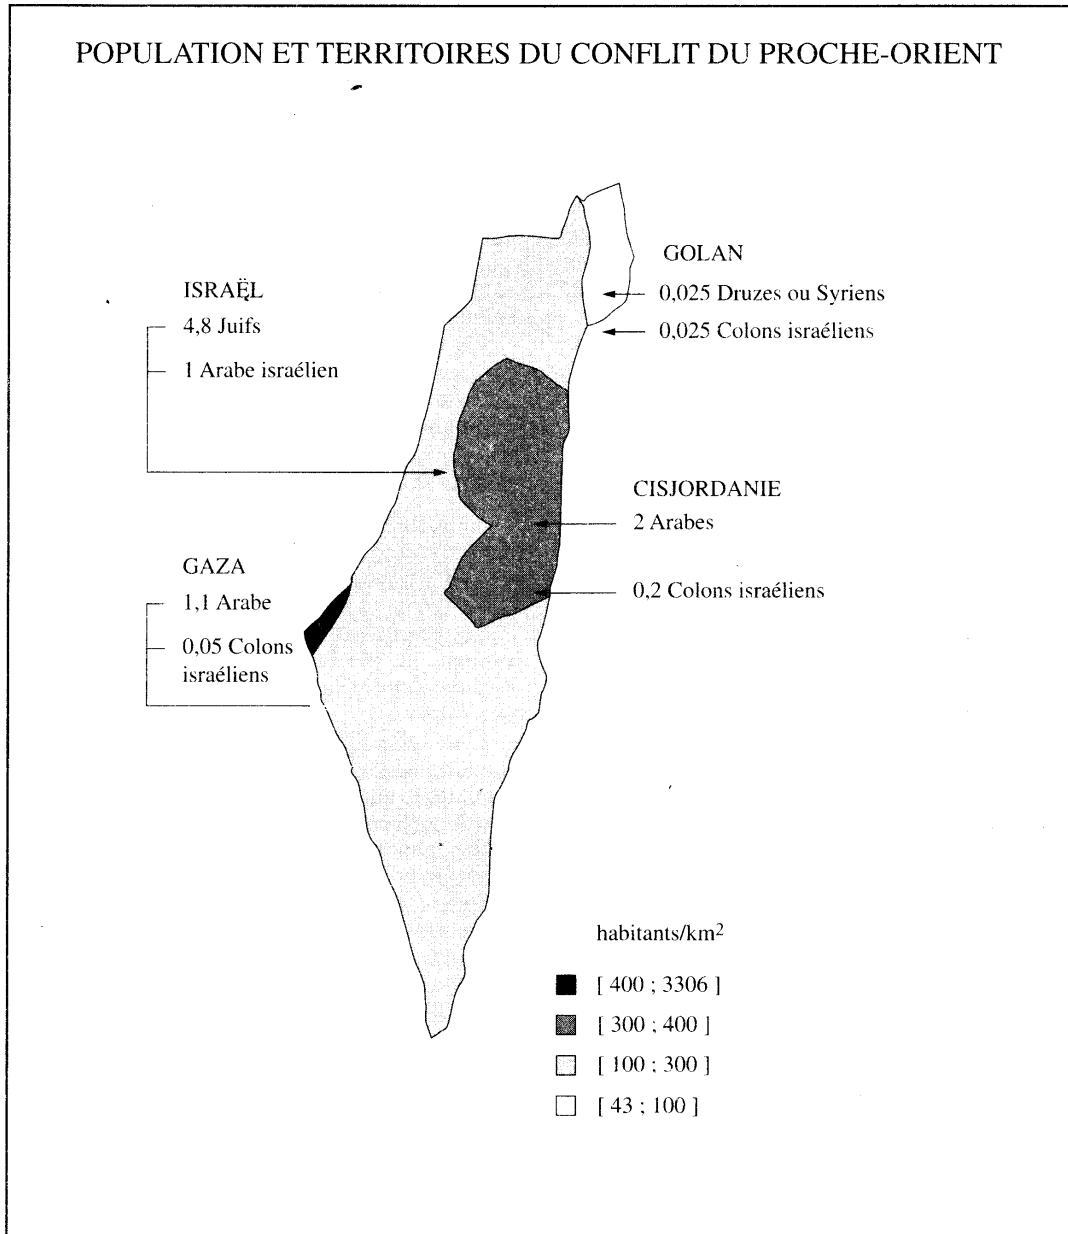 POPULATION ET TERRITOIRES DU CONFLIT DU PROCHE-ORIENT
ISRAËL
4,8 Juifs
1 Arabe israélien
GOLAN
0,025 Druzes ou Syriens
0,025 Colons israéliens
CISJORDANIE
2 Arabes
0,2 Colons israéliens
GAZA
1,1 Arabe
0,05 Colons
israéliens
habitants/km²
[ 400 ; 3306 ]
[ 300 ; 400 ]
[ 100 ; 300 ]
[ 43 ; 100 ]